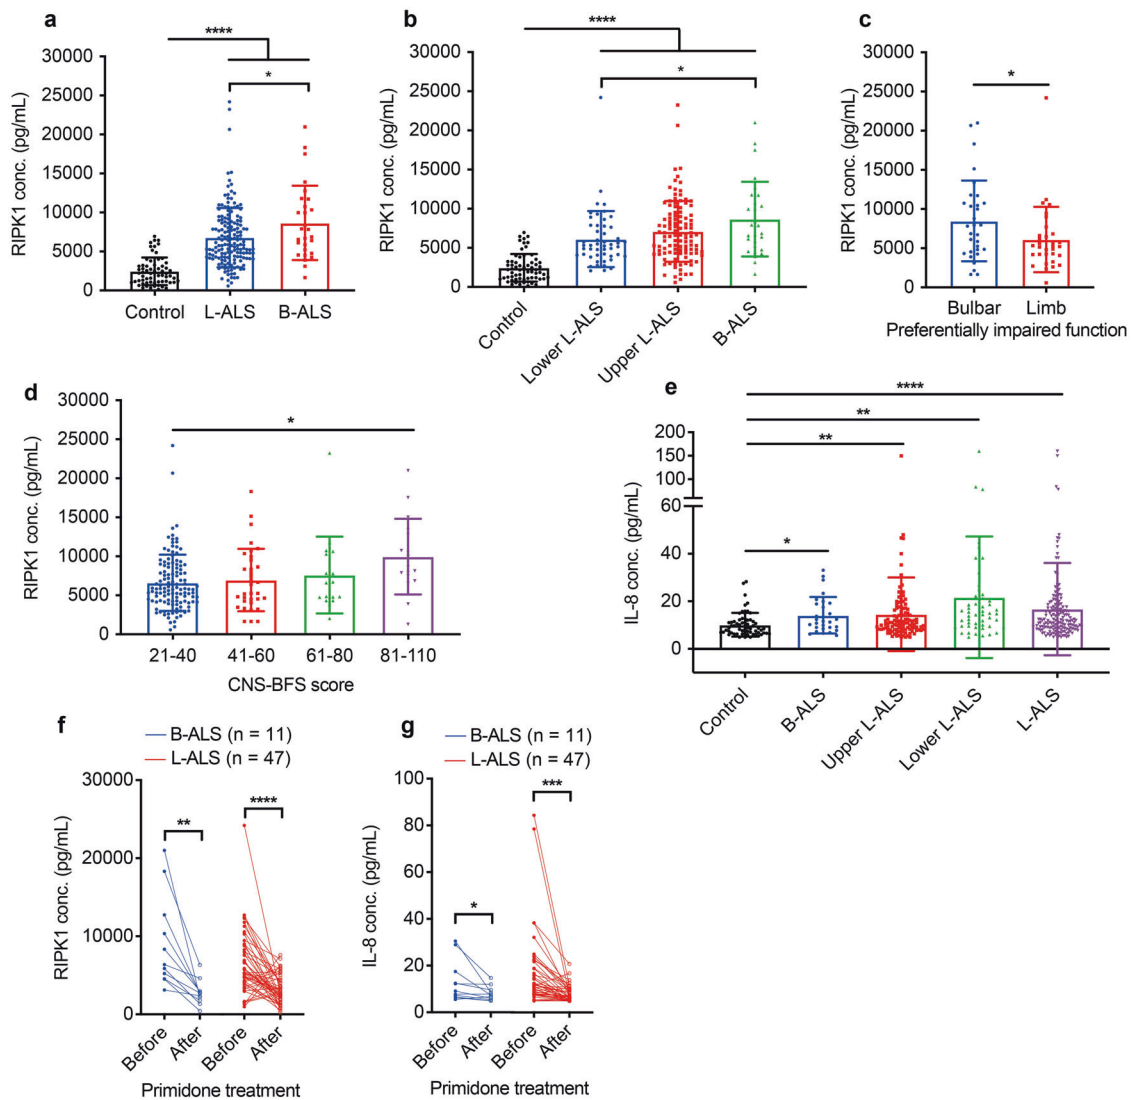 a
****
*
RIPK1 conc. (pg/mL)
30000
25000
20000
15000
10000
5000
0
Control
L-ALS
B-ALS
b
****
*
RIPK1 conc. (pg/mL)
30000
25000
20000
15000
10000
5000
0
Control
Lower L-ALS
Upper L-ALS
B-ALS
c
*
RIPK1 conc. (pg/mL)
30000
25000
20000
15000
10000
5000
0
Bulbar
Limb
Preferentially impaired function
d
*
RIPK1 conc. (pg/mL)
30000
25000
20000
15000
10000
5000
0
21-40
41-60
61-80
81-110
CNS-BFS score
e
****
**
**
*
IL-8 conc. (pg/mL)
200
150
100
60
40
20
0
Control
B-ALS
Upper L-ALS
Lower L-ALS
L-ALS
f
B-ALS (n = 11)
L-ALS (n = 47)
**
****
RIPK1 conc. (pg/mL)
30000
20000
10000
0
Before
After
Before
After
Primidone treatment
g
B-ALS (n = 11)
L-ALS (n = 47)
*
***
IL-8 conc. (pg/mL)
100
80
60
40
20
0
Before
After
Before
After
Primidone treatment